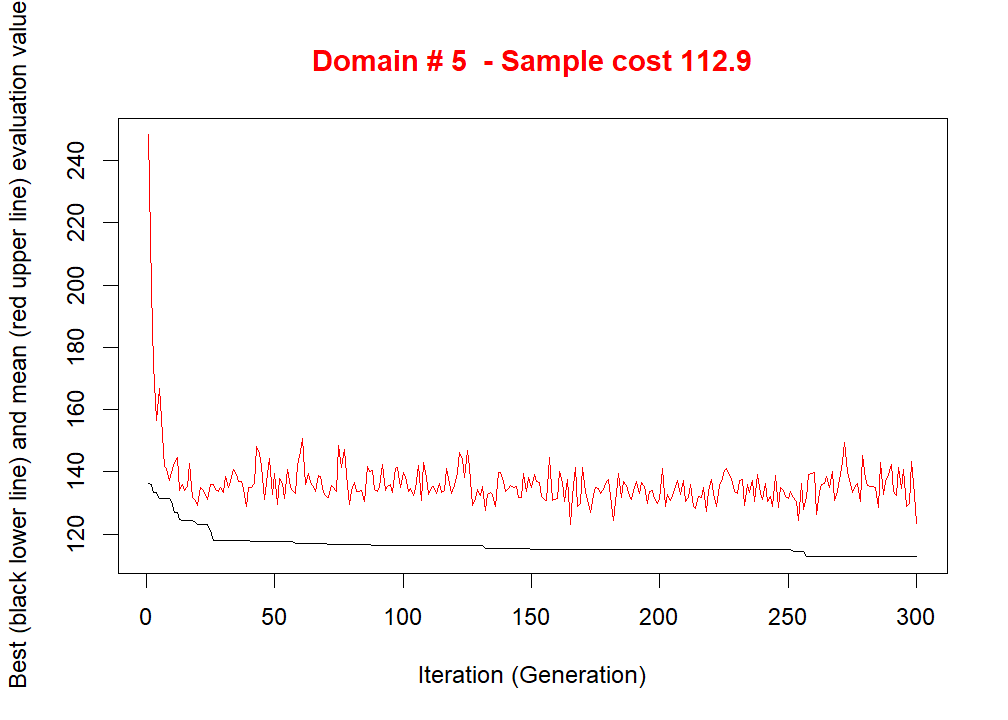 Domain # 5  - Sample cost 112.9
Best (black lower line) and mean (red upper line) evaluation value
240
220
200
180
160
140
120
0 50 100 150 200 250 300
Iteration (Generation)